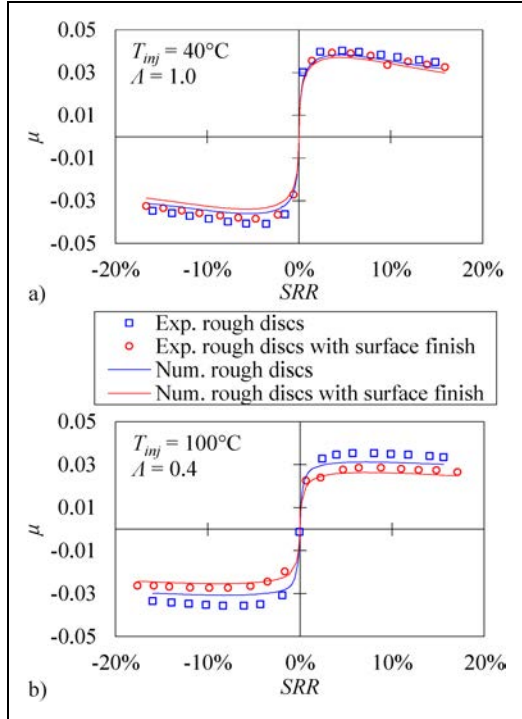 0.05
T_inj = 40°C
0.03
Λ = 1.0
0.01
μ
-0.01
-0.03
-0.05
-20% -10% 0% 10% 20%
a) SRR
Exp. rough discs
Exp. rough discs with surface finish
Num. rough discs
Num. rough discs with surface finish
0.05
T_inj = 100°C
0.03
Λ = 0.4
0.01
μ
-0.01
-0.03
-0.05
-20% -10% 0% 10% 20%
b) SRR